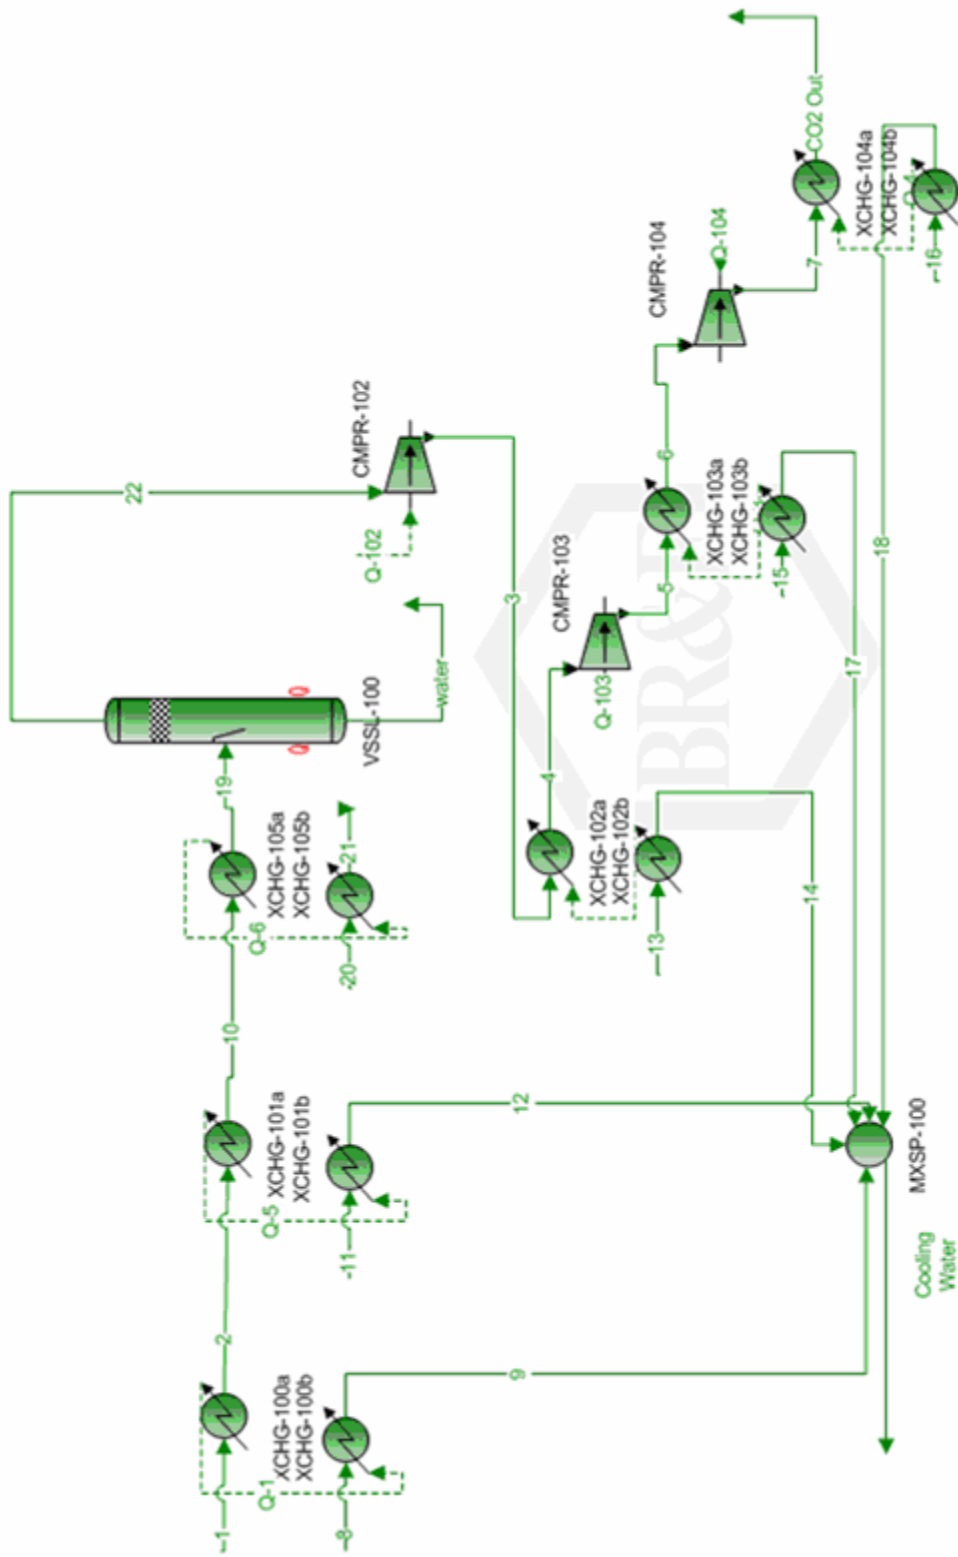 1
Q-1
XCHG-100a
XCHG-100b
8
2
9
Q-5
XCHG-101a
XCHG-101b
11
10
12
Q-6
XCHG-105a
XCHG-105b
20
21
19
VSSL-100
water
22
Q-102
CMPR-102
3
XCHG-102a
XCHG-102b
13
14
4
Q-103
CMPR-103
5
XCHG-103a
XCHG-103b
15
17
6
CMPR-104
Q-104
7
XCHG-104a
XCHG-104b
Q-4
16
18
CO2 Out
MXSP-100
Cooling
Water
Q
Q
BR&E